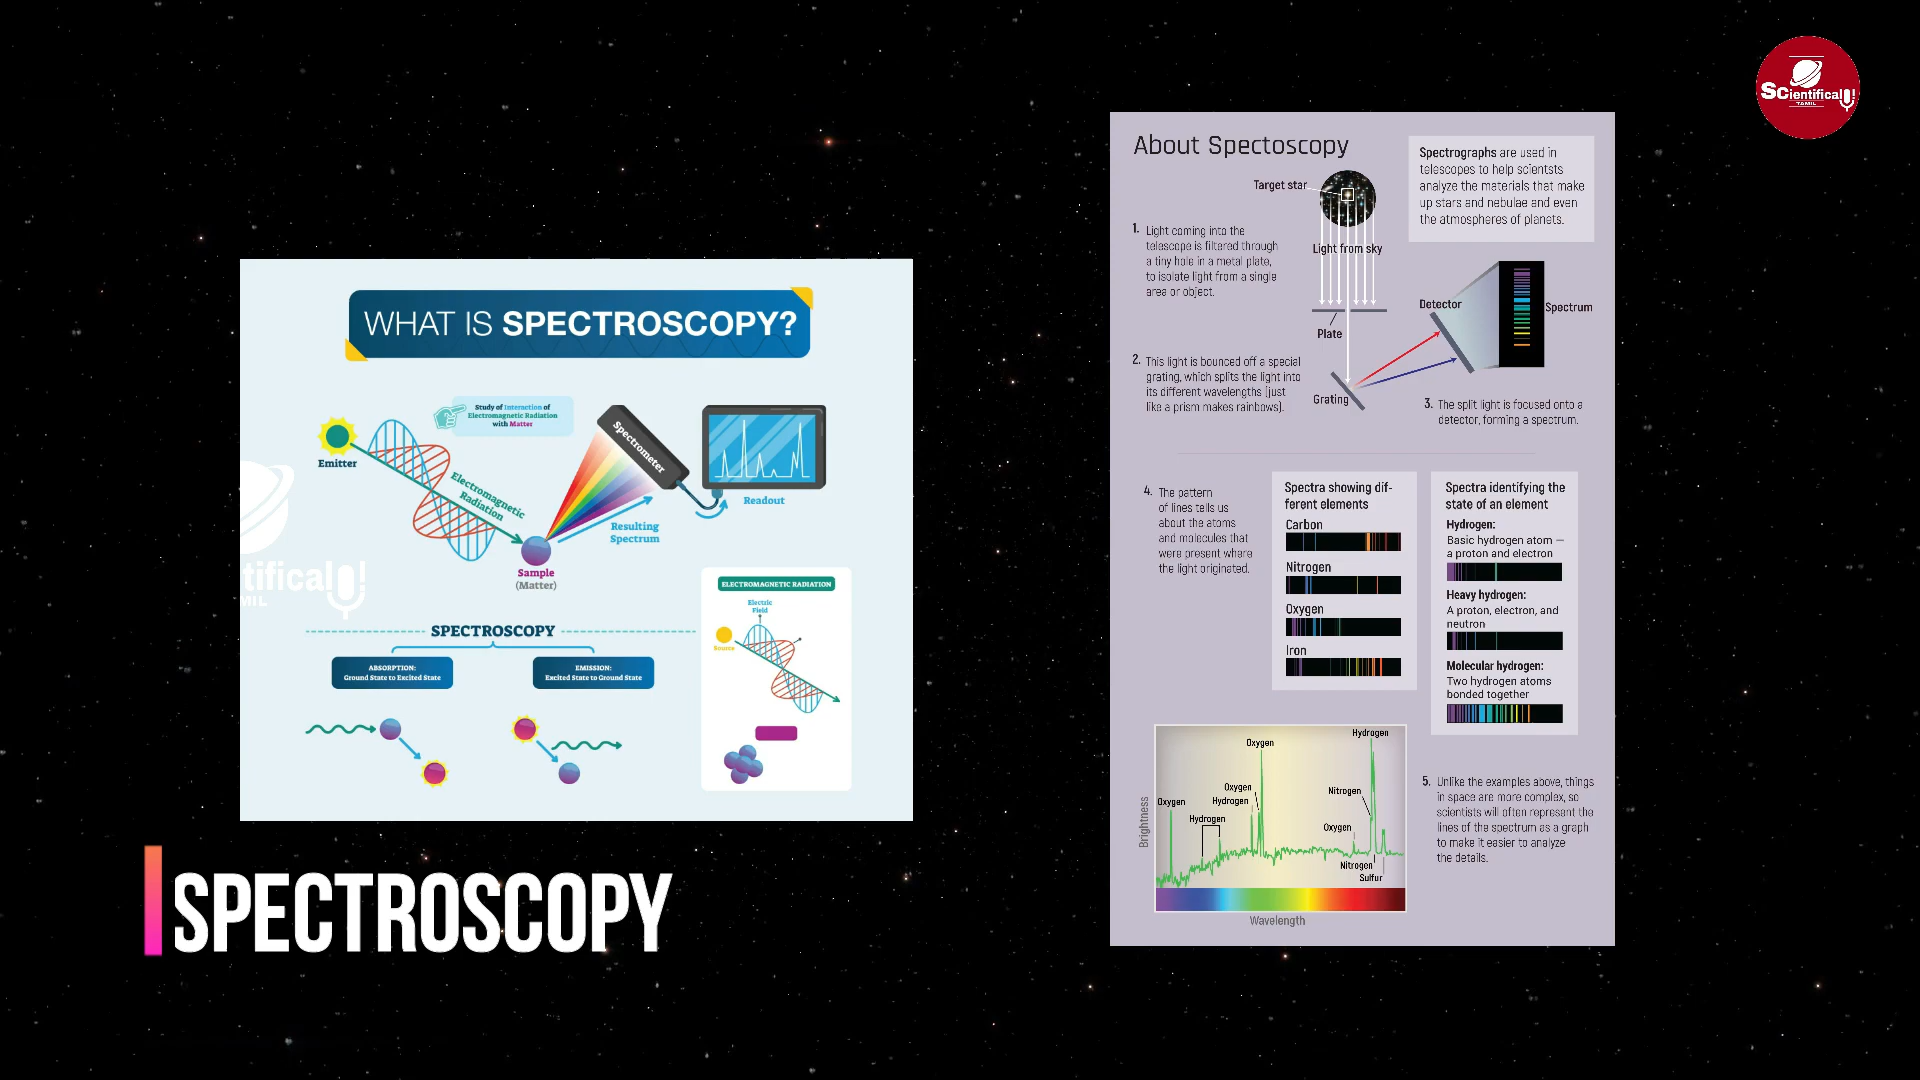 SCientifically!
TAMIL
WHAT IS SPECTROSCOPY?
Study of Interaction of
Electromagnetic Radiation
with Matter
Emitter
Electromagnetic
Radiation
Spectrometer
Readout
Resulting
Spectrum
Sample
(Matter)
tifically!
MIL
SPECTROSCOPY
ABSORPTION:
Ground State to Excited State
EMISSION:
Excited State to Ground State
ELECTROMAGNETIC RADIATION
Electric
Field
Source
SPECTROSCOPY
About Spectoscopy
Spectrographs are used in
telescopes to help scientsts
analyze the materials that make
up stars and nebulae and even
the atmospheres of planets.
Target star
1. Light coming into the
telescope is filtered through
a tiny hole in a metal plate,
to isolate light from a single
area or object.
Light from sky
Plate
Detector
Spectrum
2. This light is bounced off a special
grating, which splits the light into
its different wavelengths (just
like a prism makes rainbows).
Grating
3. The split light is focused onto a
detector, forming a spectrum.
4. The pattern
of lines tells us
about the atoms
and molecules that
were present where
the light originated.
Spectra showing dif-
ferent elements
Carbon
Nitrogen
Oxygen
Iron
Spectra identifying the
state of an element
Hydrogen:
Basic hydrogen atom —
a proton and electron
Heavy hydrogen:
A proton, electron, and
neutron
Molecular hydrogen:
Two hydrogen atoms
bonded together
Brightness
Oxygen
Hydrogen
Oxygen
Hydrogen
Oxygen
Hydrogen
Nitrogen
Oxygen
Nitrogen
Sulfur
Wavelength
5. Unlike the examples above, things
in space are more complex, so
scientists will often represent the
lines of the spectrum as a graph
to make it easier to analyze
the details.